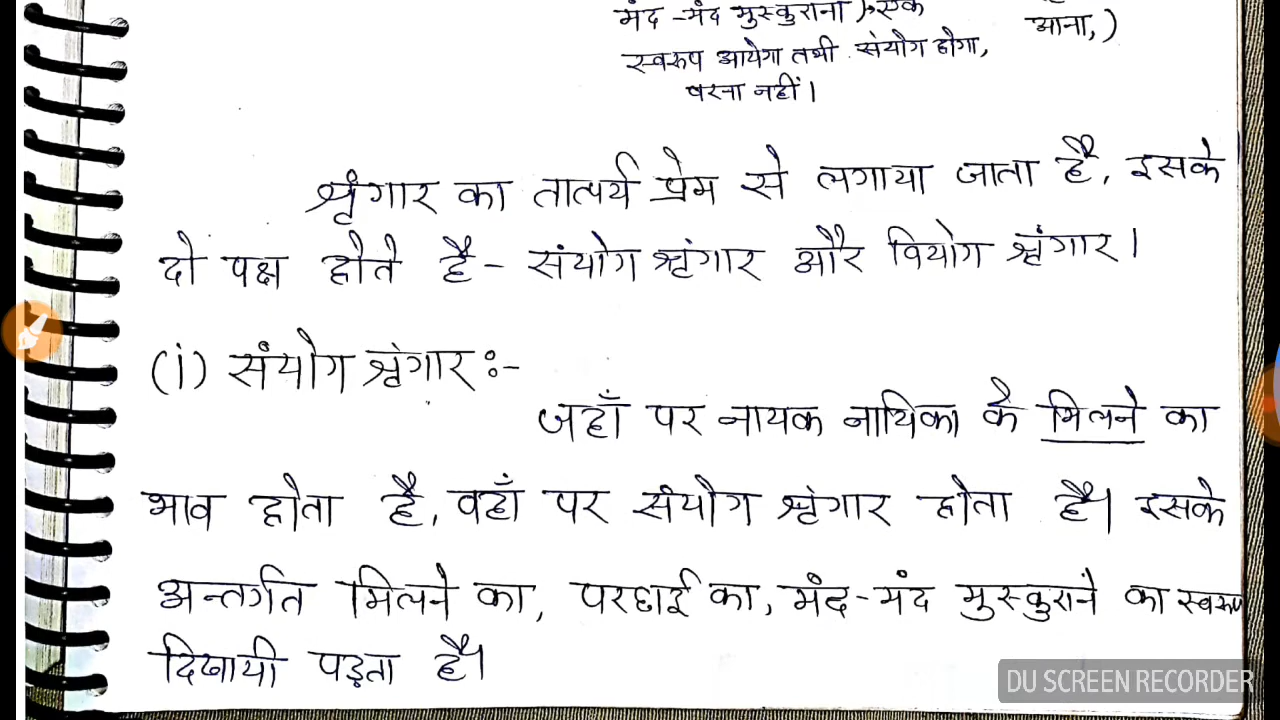 मंद -मंद मुस्कुराना) → एक
आना,)
स्वरुप आयेगा तभी संयोग होगा,
वरना नहीं।
श्रृंगार का तात्पर्य प्रेम से लगाया जाता है, इसके
दो पक्ष होते है - संयोग श्रृंगार और वियोग श्रृंगार।
(i) संयोग श्रृंगार :-
जहाँ पर नायक नायिका के मिलने का
भाव होता है, वहाँ पर संयोग श्रृंगार होता है। इसके
अन्तर्गत मिलने का, परछाई का, मंद-मंद मुस्कुराने का स्वरुप
दिखायी पड़ता है।
DU SCREEN RECORDER